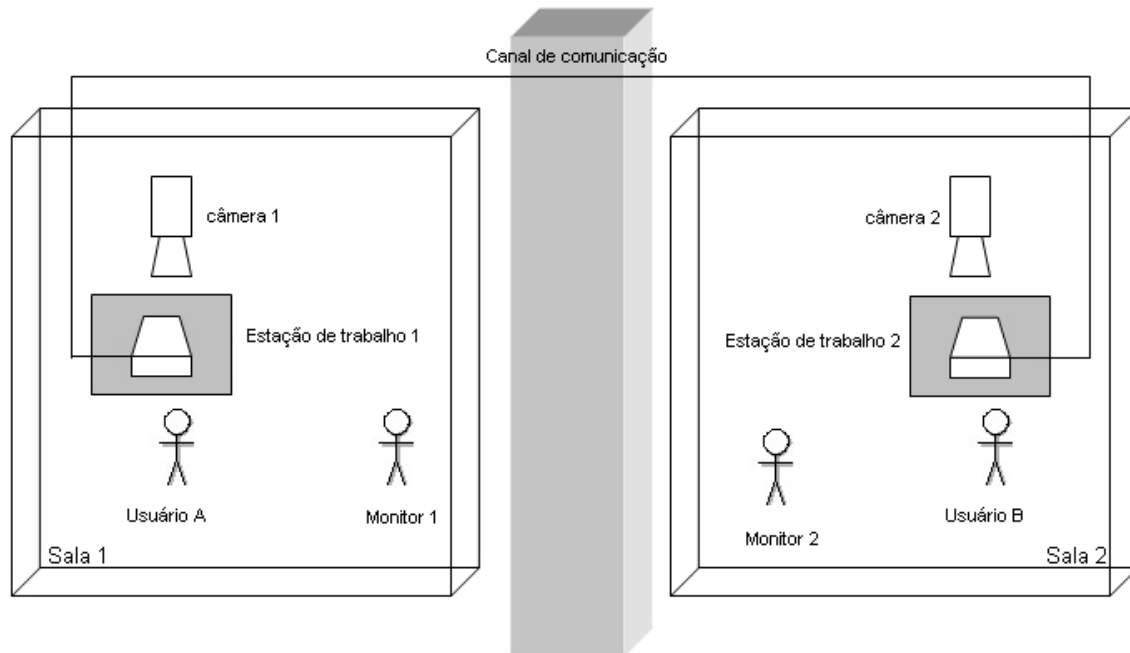 Canal de comunicação
câmera 1
Estação de trabalho 1
Usuário A
Monitor 1
Sala 1
câmera 2
Estação de trabalho 2
Usuário B
Monitor 2
Sala 2